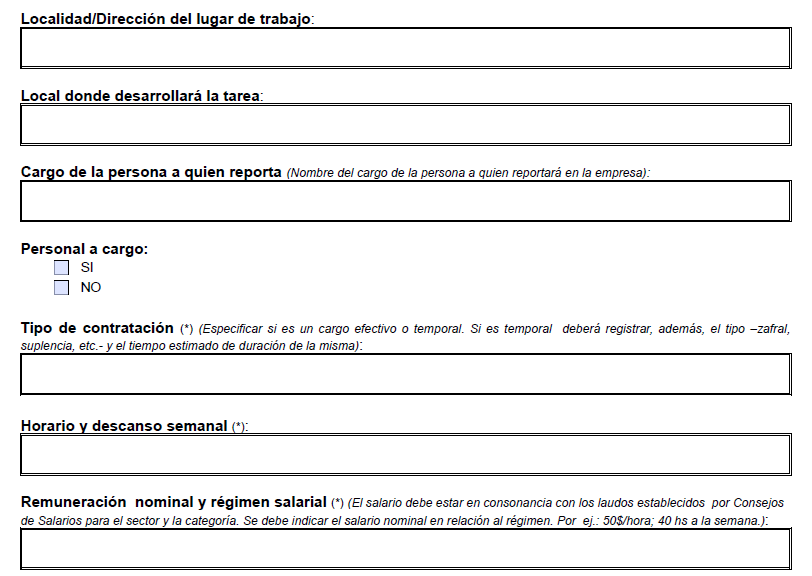 Localidad/Dirección del lugar de trabajo:
Local donde desarrollará la tarea:
Cargo de la persona a quien reporta (Nombre del cargo de la persona a quien reportará en la empresa):
Personal a cargo:
SI
NO
Tipo de contratación (*) (Especificar si es un cargo efectivo o temporal. Si es temporal deberá registrar, además, el tipo –zafral,
suplencia, etc.- y el tiempo estimado de duración de la misma):
Horario y descanso semanal (*):
Remuneración nominal y régimen salarial (*) (El salario debe estar en consonancia con los laudos establecidos por Consejos
de Salarios para el sector y la categoría. Se debe indicar el salario nominal en relación al régimen. Por ej.: 50$/hora; 40 hs a la semana.):